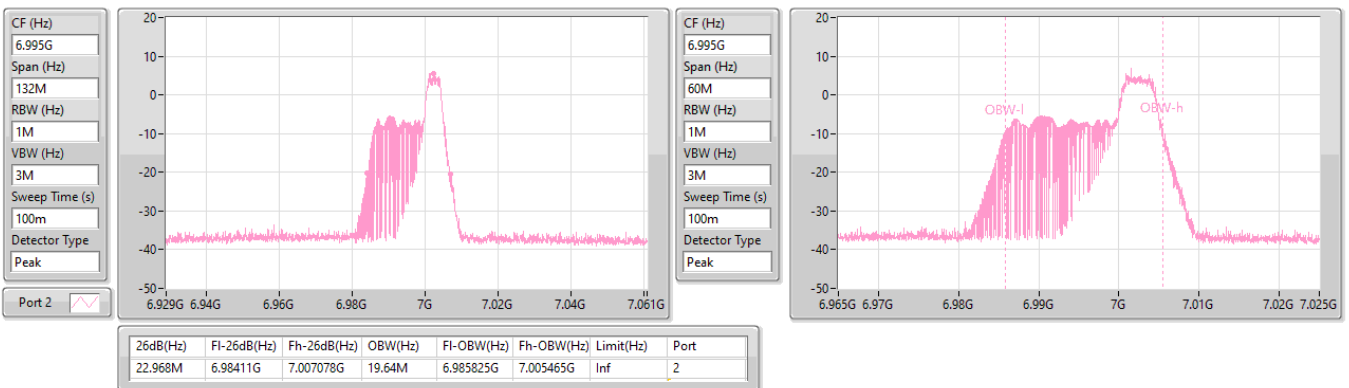 CF (Hz)
6.995G
Span (Hz)
132M
RBW (Hz)
1M
VBW (Hz)
3M
Sweep Time (s)
100m
Detector Type
Peak
Port 2
20-
10-
0-
-10-
-20-
-30-
-40-
-50-
6.929G 6.94G 6.96G 6.98G 7G 7.02G 7.04G 7.061G
CF (Hz)
6.995G
Span (Hz)
60M
RBW (Hz)
1M
VBW (Hz)
3M
Sweep Time (s)
100m
Detector Type
Peak
20-
10-
0-
-10-
-20-
-30-
-40-
-50-
OBW-l OBW-h
6.965G 6.97G 6.98G 6.99G 7G 7.01G 7.02G 7.025G
26dB(Hz) Fl-26dB(Hz) Fh-26dB(Hz) OBW(Hz) Fl-OBW(Hz) Fh-OBW(Hz) Limit(Hz) Port
22.968M 6.98411G 7.007078G 19.64M 6.985825G 7.005465G Inf 2